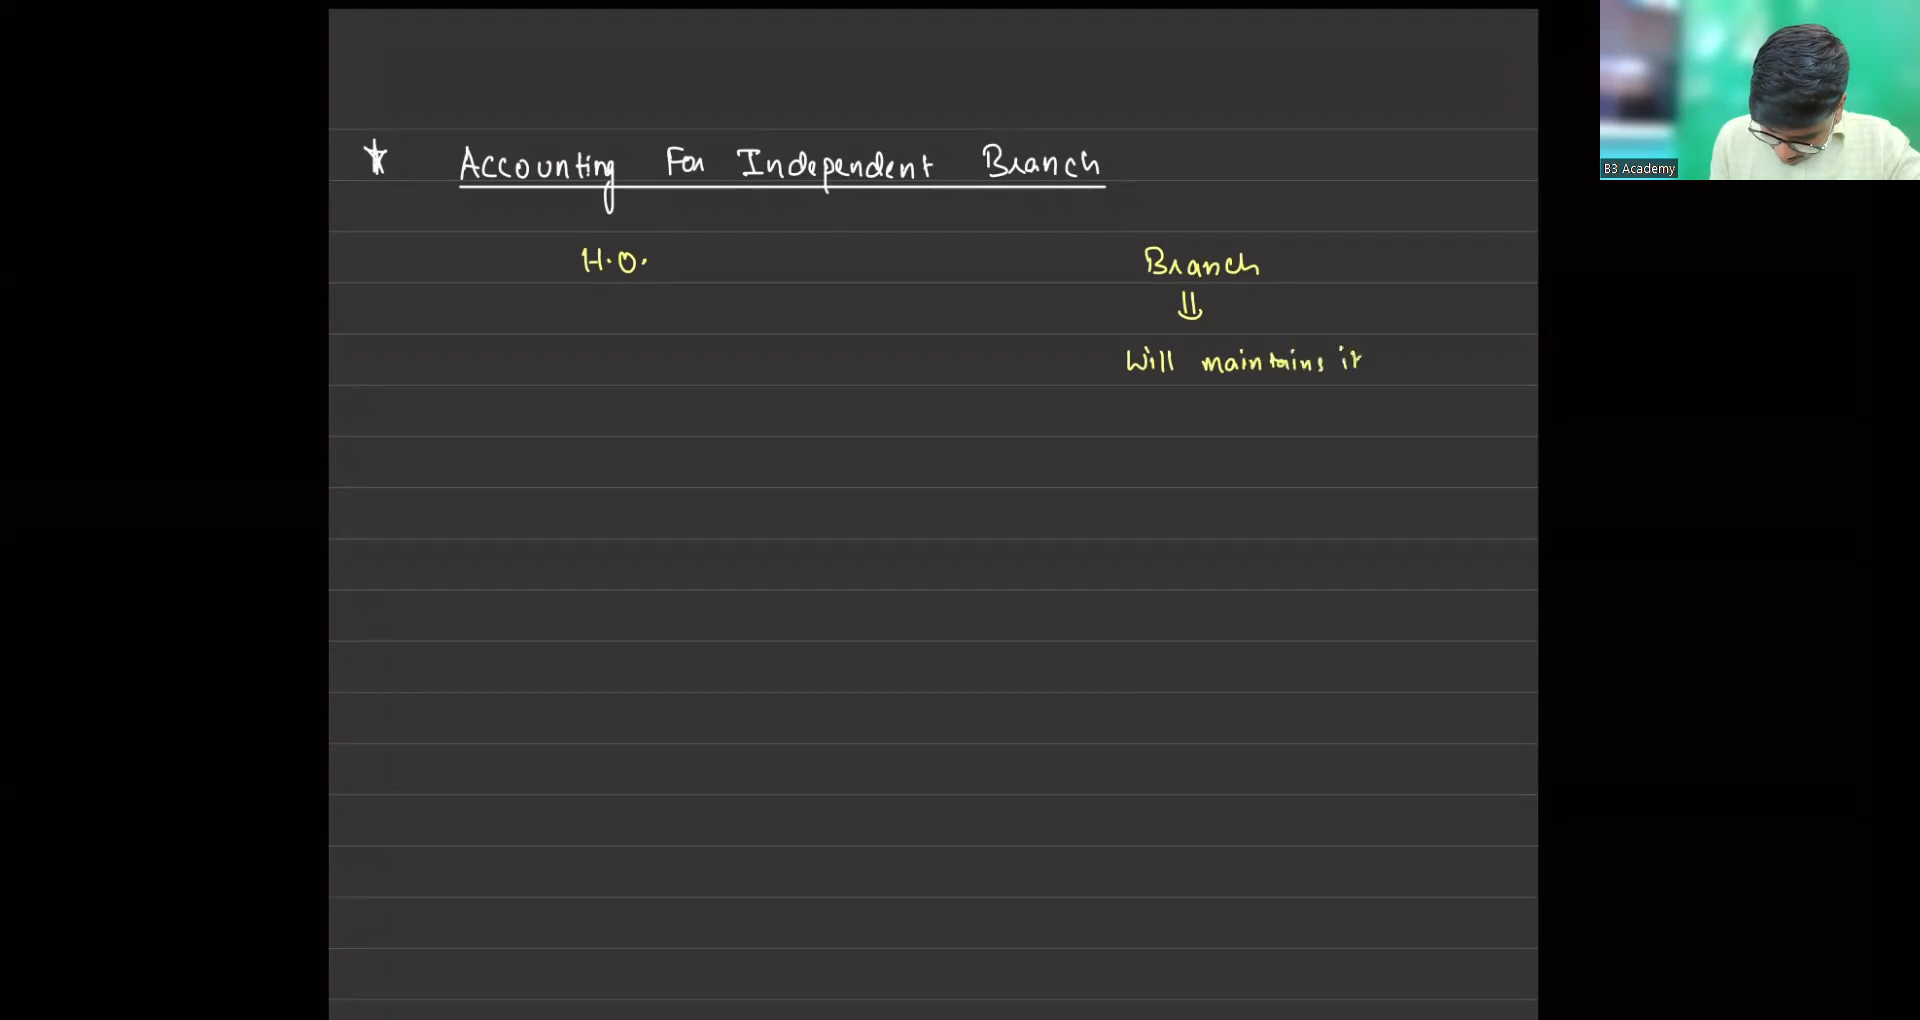 * Accounting For Independent Branch
H.O.
Branch
Will maintains it
B3 Academy